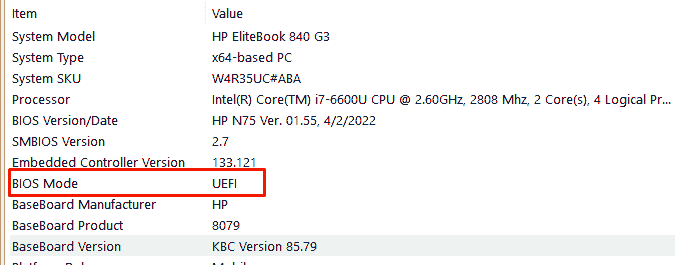 Item Value
System Model HP EliteBook 840 G3
System Type x64-based PC
System SKU W4R35UC#ABA
Processor Intel(R) Core(TM) i7-6600U CPU @ 2.60GHz, 2808 Mhz, 2 Core(s), 4 Logical Pr...
BIOS Version/Date HP N75 Ver. 01.55, 4/2/2022
SMBIOS Version 2.7
Embedded Controller Version 133.121
BIOS Mode UEFI
BaseBoard Manufacturer HP
BaseBoard Product 8079
BaseBoard Version KBC Version 85.79